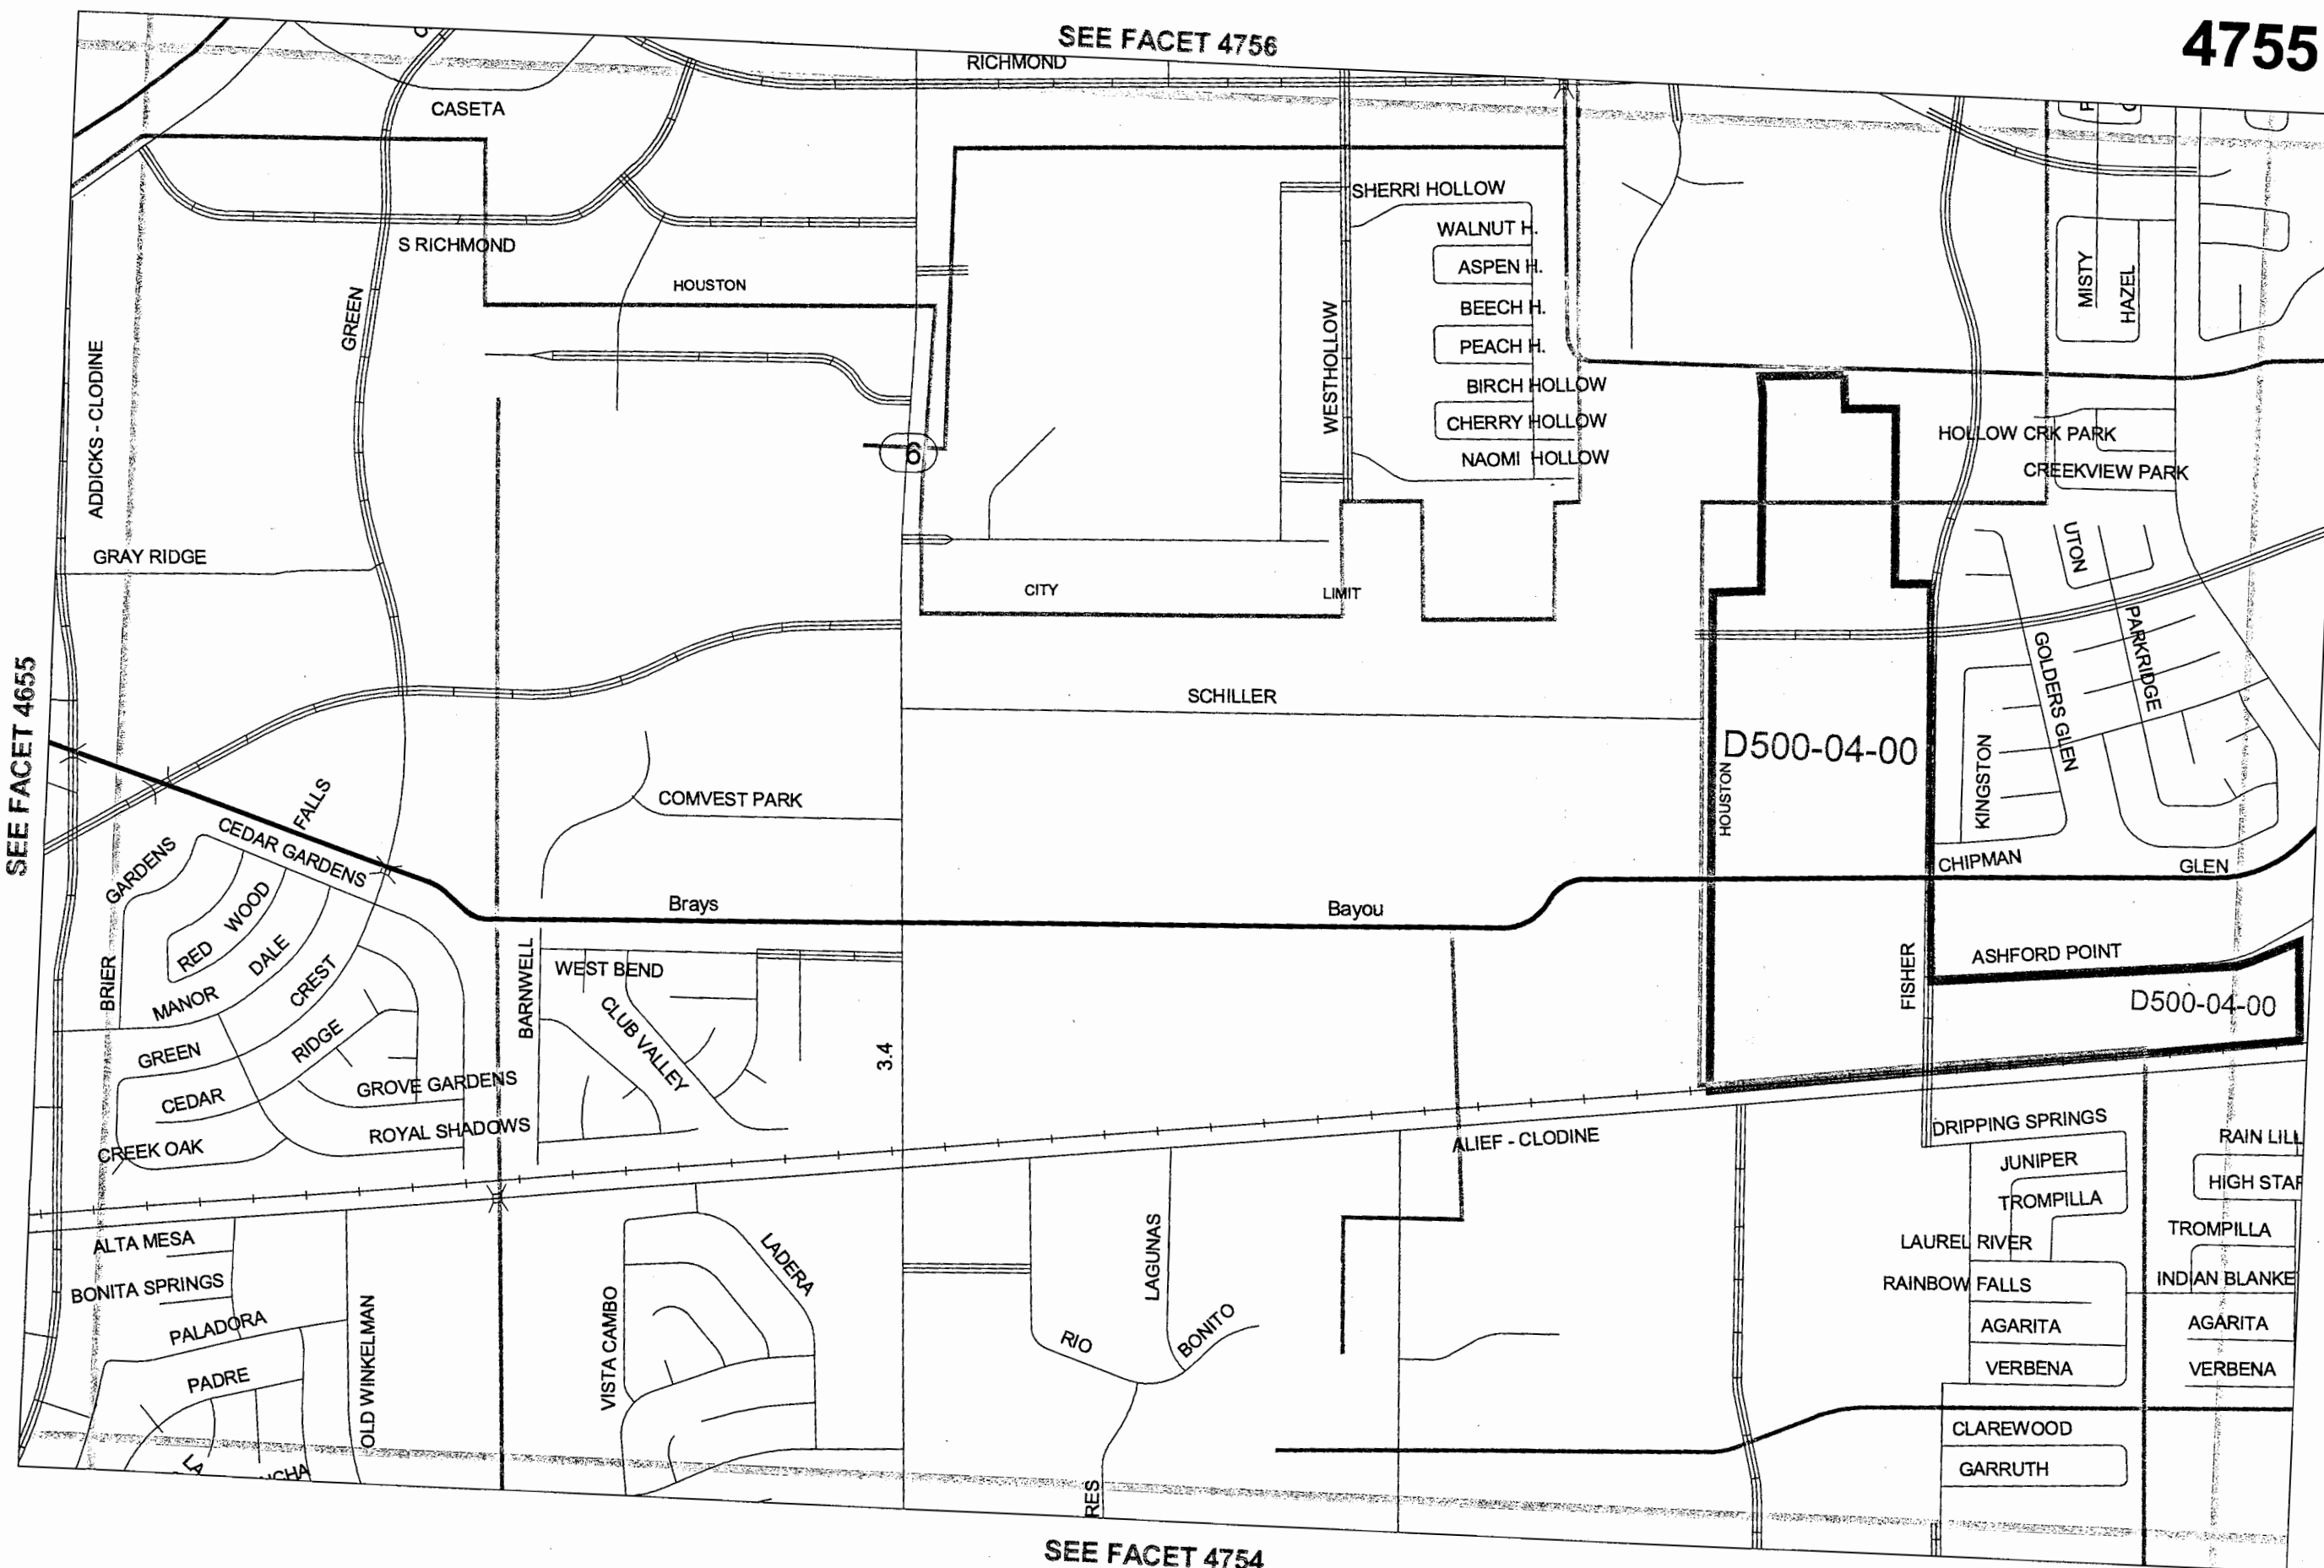 4755
SEE FACET 4756
RICHMOND
CASETA
SHERRI HOLLOW
WALNUT H.
S RICHMOND
ASPEN H.
MISTY
HAZEL
HOUSTON
BEECH H.
GREEN
PEACH H.
WESTHOLLOW
BIRCH HOLLOW
ADDICKS - CLODINE
CHERRY HOLLOW
HOLLOW CRK PARK
6
NAOMI HOLLOW
CREEKVIEW PARK
GRAY RIDGE
UTON
CITY LIMIT
PARKRIDGE
GOLDERS GLEN
SCHILLER
SEE FACET 4655
D500-04-00
HOUSTON
KINGSTON
FALLS
COMVEST PARK
CEDAR GARDENS
GARDENS
CHIPMAN GLEN
Brays Bayou
RED WOOD
DALE
MANOR
BRIER
CREST
WEST BEND
BARNWELL
CLUB VALLEY
FISHER
ASHFORD POINT
D500-04-00
GREEN
RIDGE
3.4
GROVE GARDENS
CEDAR
ROYAL SHADOWS
CREEK OAK
ALIEF - CLODINE
DRIPPING SPRINGS
RAIN LILL
JUNIPER
HIGH STAR
TROMPILLA
TROMPILLA
ALTA MESA
LADERA
LAGUNAS
LAUREL RIVER
BONITA SPRINGS
RAINBOW FALLS
INDIAN BLANKE
PALADORA
OLD WINKELMAN
VISTA CAMBO
RIO BONITO
AGARITA
AGARITA
PADRE
VERBENA
VERBENA
CLAREWOOD
LA
GARRUTH
RES
SEE FACET 4754